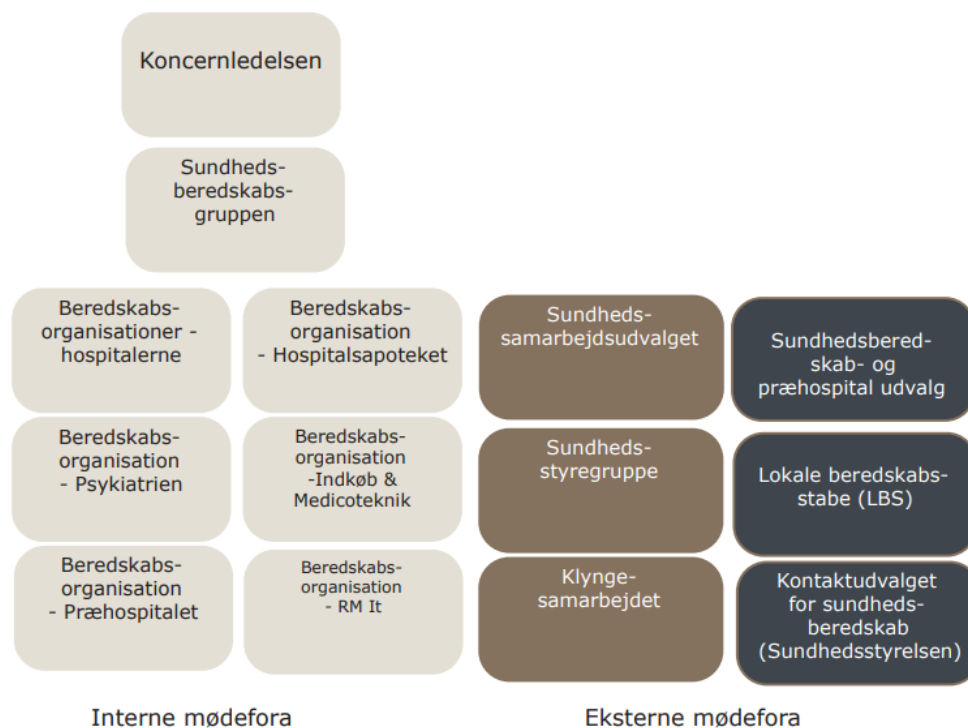 Koncernledelsen
Sundheds-
beredskabs-
gruppen
Beredskabs-
organisationer -
hospitalerne
Beredskabs-
organisation
- Hospitalsapoteket
Sundheds-
samarbejdsudvalget
Sundhedsbered-
skab- og
præhospital udvalg
Beredskabs-
organisation
- Psykiatrien
Beredskabs-
organisation
-Indkøb &
Medicoteknik
Sundheds-
styregruppe
Lokale beredskabs-
stabe (LBS)
Beredskabs-
organisation
- Præhospitalet
Beredskabs-
organisation
- RM It
Klynge-
samarbejdet
Kontaktudvalget
for sundheds-
beredskab
(Sundhedsstyrelsen)
Interne mødefora
Eksterne mødefora